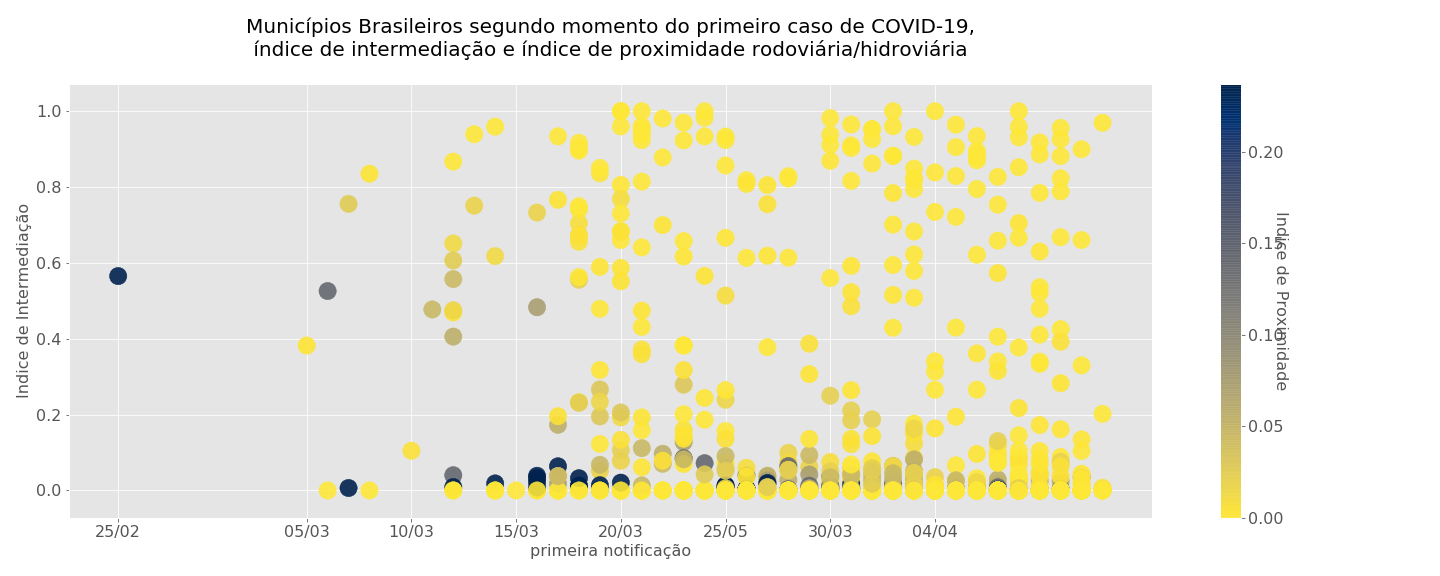 Municípios Brasileiros segundo momento do primeiro caso de COVID-19,
índice de intermediação e índice de proximidade rodoviária/hidroviária
Indice de Intermediação
1.0
0.8
0.6
0.4
0.2
0.0
25/02 05/03 10/03 15/03 20/03 25/05 30/03 04/04
primeira notificação
0.20
0.15
0.10
0.05
0.00
Indice de Proximidade